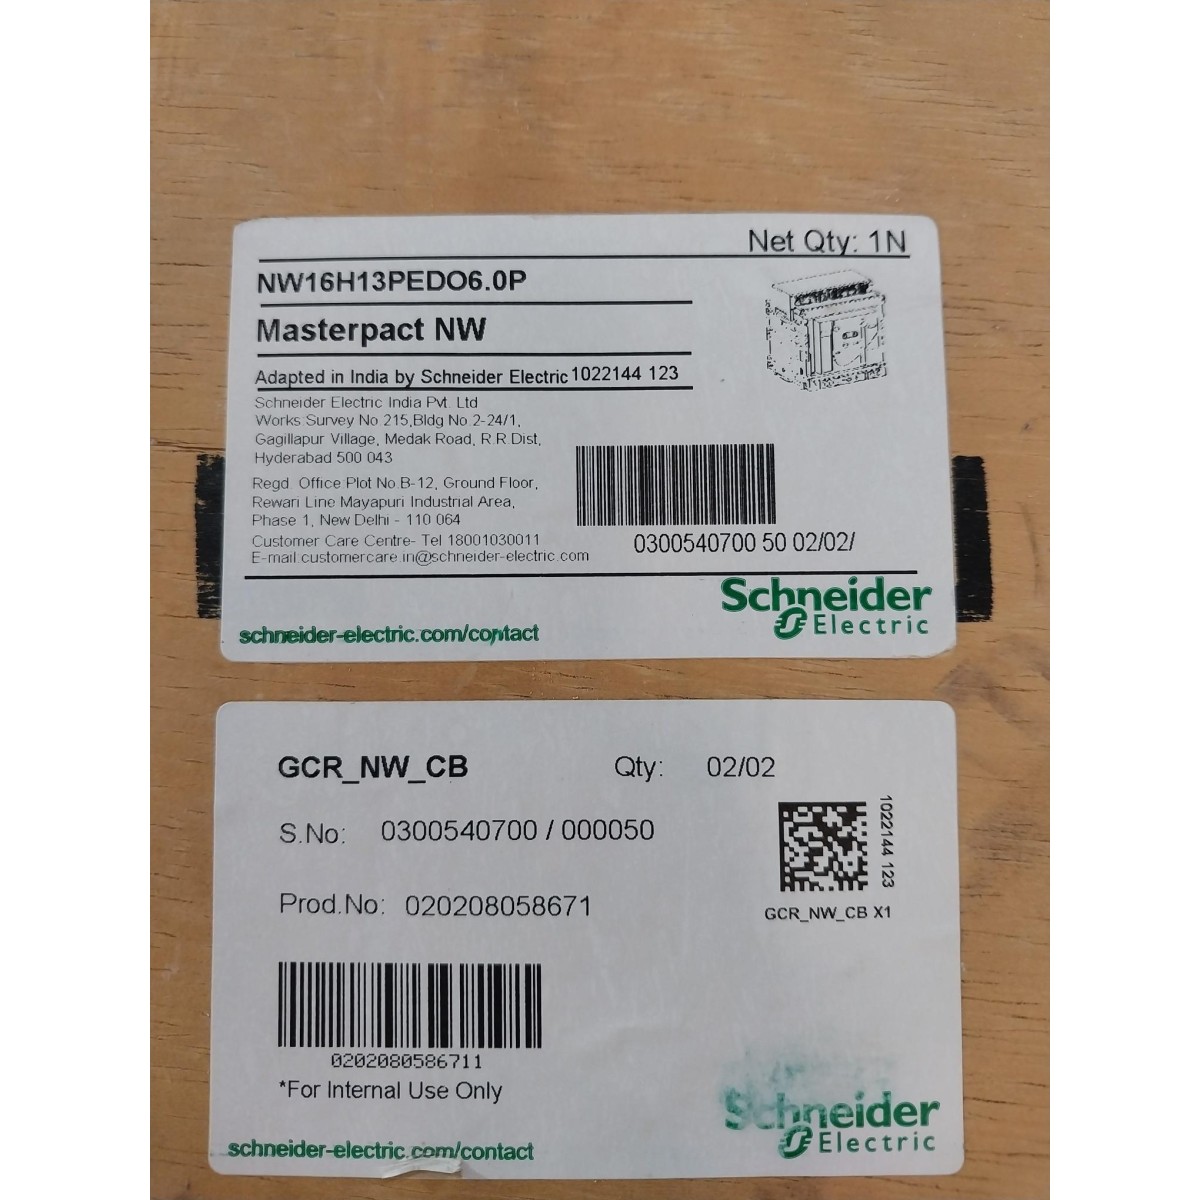 Net Qty: 1N
NW16H13PEDO6.0P
Masterpact NW
Adapted in India by Schneider Electric 1022144 123
Schneider Electric India Pvt. Ltd
Works:Survey No 215,Bldg No 2-24/1,
Gagillapur Village, Medak Road, R.R Dist,
Hyderabad 500 043
Regd. Office Plot No B-12, Ground Floor,
Rewari Line Mayapuri Industrial Area,
Phase 1, New Delhi - 110 064
Customer Care Centre- Tel 18001030011
E-mail:customercare.in@schneider-electric.com
0300540700 50 02/02/
Schneider
Electric
schneider-electric.com/contact
GCR_NW_CB Qty: 02/02
S.No: 0300540700 / 000050
1022144 123
Prod.No: 020208058671
GCR_NW_CB X1
0202080586711
*For Internal Use Only
Schneider
Electric
schneider-electric.com/contact